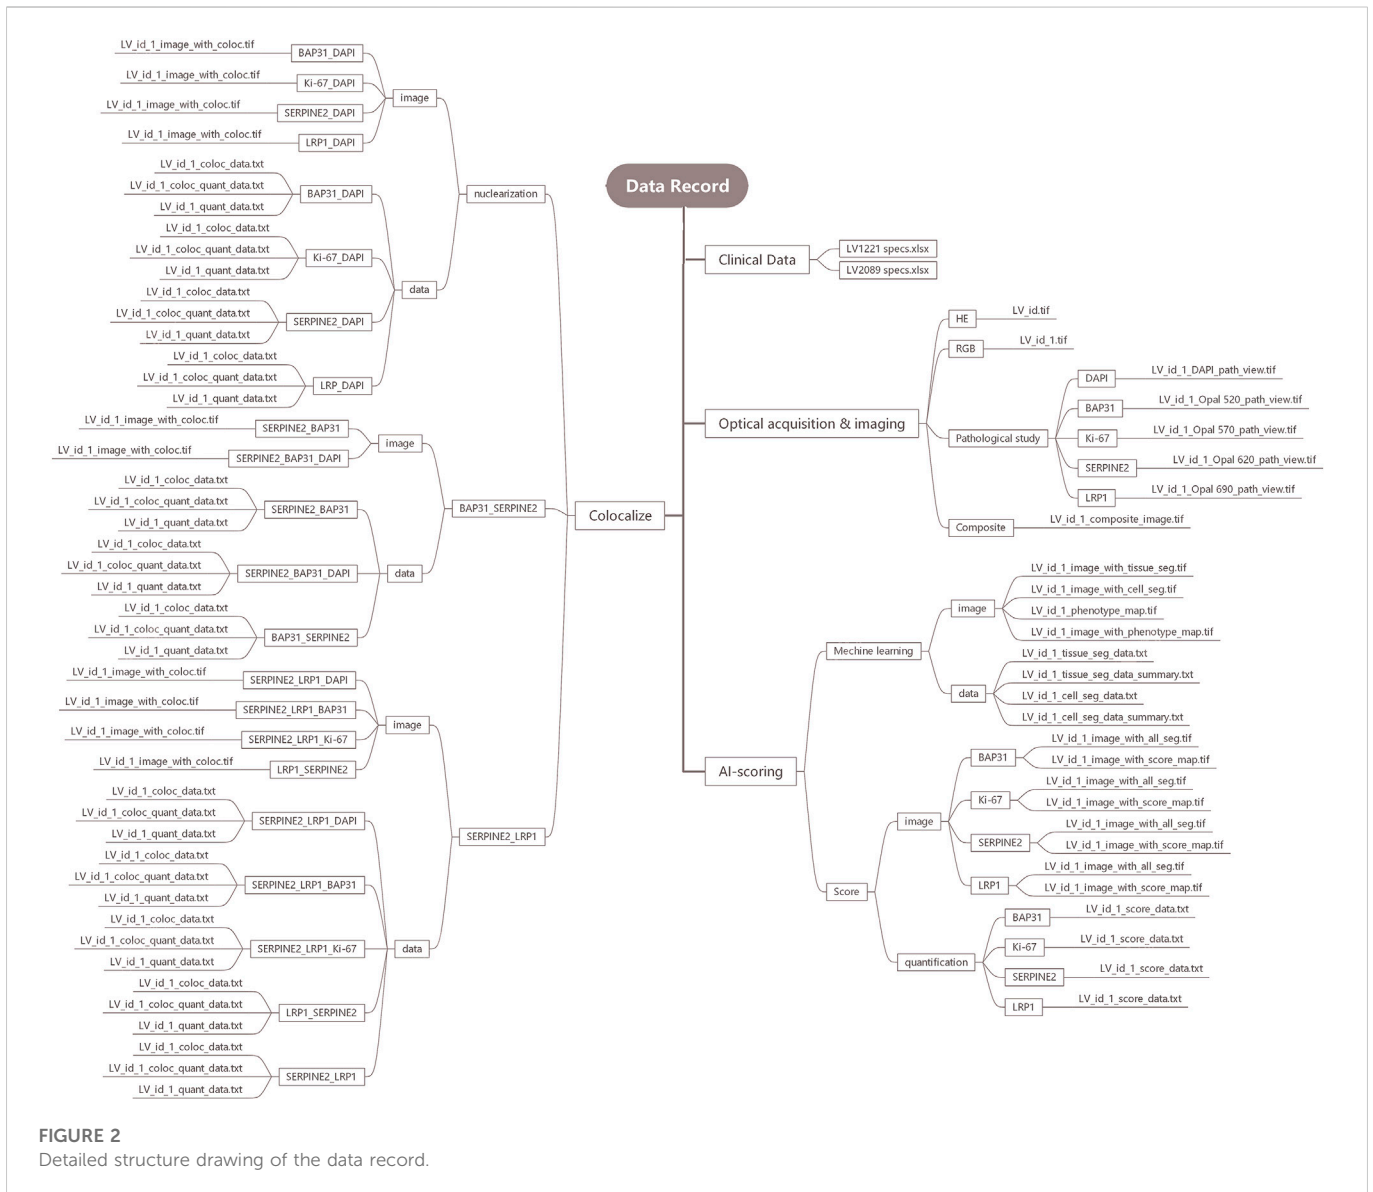 Data Record
Clinical Data
LV1221 specs.xlsx
LV2089 specs.xlsx
Optical acquisition & imaging
HE
LV_id.tif
RGB
LV_id_1.tif
Pathological study
DAPI
LV_id_1_DAPI_path_view.tif
BAP31
LV_id_1_Opal 520_path_view.tif
Ki-67
LV_id_1_Opal 570_path_view.tif
SERPINE2
LV_id_1_Opal 620_path_view.tif
LRP1
LV_id_1_Opal 690_path_view.tif
Composite
LV_id_1_composite_image.tif
AI-scoring
Mechine learning
image
LV_id_1_image_with_tissue_seg.tif
LV_id_1_image_with_cell_seg.tif
LV_id_1_phenotype_map.tif
LV_id_1_image_with_phenotype_map.tif
data
LV_id_1_tissue_seg_data.txt
LV_id_1_tissue_seg_data_summary.txt
LV_id_1_cell_seg_data.txt
LV_id_1_cell_seg_data_summary.txt
Score
image
BAP31
LV_id_1_image_with_all_seg.tif
LV_id_1_image_with_score_map.tif
Ki-67
LV_id_1_image_with_all_seg.tif
LV_id_1_image_with_score_map.tif
SERPINE2
LV_id_1_image_with_all_seg.tif
LV_id_1_image_with_score_map.tif
LRP1
LV_id_1_image_with_all_seg.tif
LV_id_1_image_with_score_map.tif
quantification
BAP31
LV_id_1_score_data.txt
Ki-67
LV_id_1_score_data.txt
SERPINE2
LV_id_1_score_data.txt
LRP1
LV_id_1_score_data.txt
Colocalize
nuclearization
image
BAP31_DAPI
LV_id_1_image_with_coloc.tif
Ki-67_DAPI
LV_id_1_image_with_coloc.tif
SERPINE2_DAPI
LV_id_1_image_with_coloc.tif
LRP1_DAPI
LV_id_1_image_with_coloc.tif
data
BAP31_DAPI
LV_id_1_coloc_data.txt
LV_id_1_coloc_quant_data.txt
LV_id_1_quant_data.txt
Ki-67_DAPI
LV_id_1_coloc_data.txt
LV_id_1_coloc_quant_data.txt
LV_id_1_quant_data.txt
SERPINE2_DAPI
LV_id_1_coloc_data.txt
LV_id_1_coloc_quant_data.txt
LV_id_1_quant_data.txt
LRP_DAPI
LV_id_1_coloc_data.txt
LV_id_1_coloc_quant_data.txt
LV_id_1_quant_data.txt
BAP31_SERPINE2
image
SERPINE2_BAP31
LV_id_1_image_with_coloc.tif
SERPINE2_BAP31_DAPI
LV_id_1_image_with_coloc.tif
data
SERPINE2_BAP31
LV_id_1_coloc_data.txt
LV_id_1_coloc_quant_data.txt
LV_id_1_quant_data.txt
SERPINE2_BAP31_DAPI
LV_id_1_coloc_data.txt
LV_id_1_coloc_quant_data.txt
LV_id_1_quant_data.txt
BAP31_SERPINE2
LV_id_1_coloc_data.txt
LV_id_1_coloc_quant_data.txt
LV_id_1_quant_data.txt
SERPINE2_LRP1
image
SERPINE2_LRP1_DAPI
LV_id_1_image_with_coloc.tif
SERPINE2_LRP1_BAP31
LV_id_1_image_with_coloc.tif
SERPINE2_LRP1_Ki-67
LV_id_1_image_with_coloc.tif
LRP1_SERPINE2
LV_id_1_image_with_coloc.tif
data
SERPINE2_LRP1_DAPI
LV_id_1_coloc_data.txt
LV_id_1_coloc_quant_data.txt
LV_id_1_quant_data.txt
SERPINE2_LRP1_BAP31
LV_id_1_coloc_data.txt
LV_id_1_coloc_quant_data.txt
LV_id_1_quant_data.txt
SERPINE2_LRP1_Ki-67
LV_id_1_coloc_data.txt
LV_id_1_coloc_quant_data.txt
LV_id_1_quant_data.txt
LRP1_SERPINE2
LV_id_1_coloc_data.txt
LV_id_1_coloc_quant_data.txt
LV_id_1_quant_data.txt
SERPINE2_LRP1
LV_id_1_coloc_data.txt
LV_id_1_coloc_quant_data.txt
LV_id_1_quant_data.txt
FIGURE 2
Detailed structure drawing of the data record.